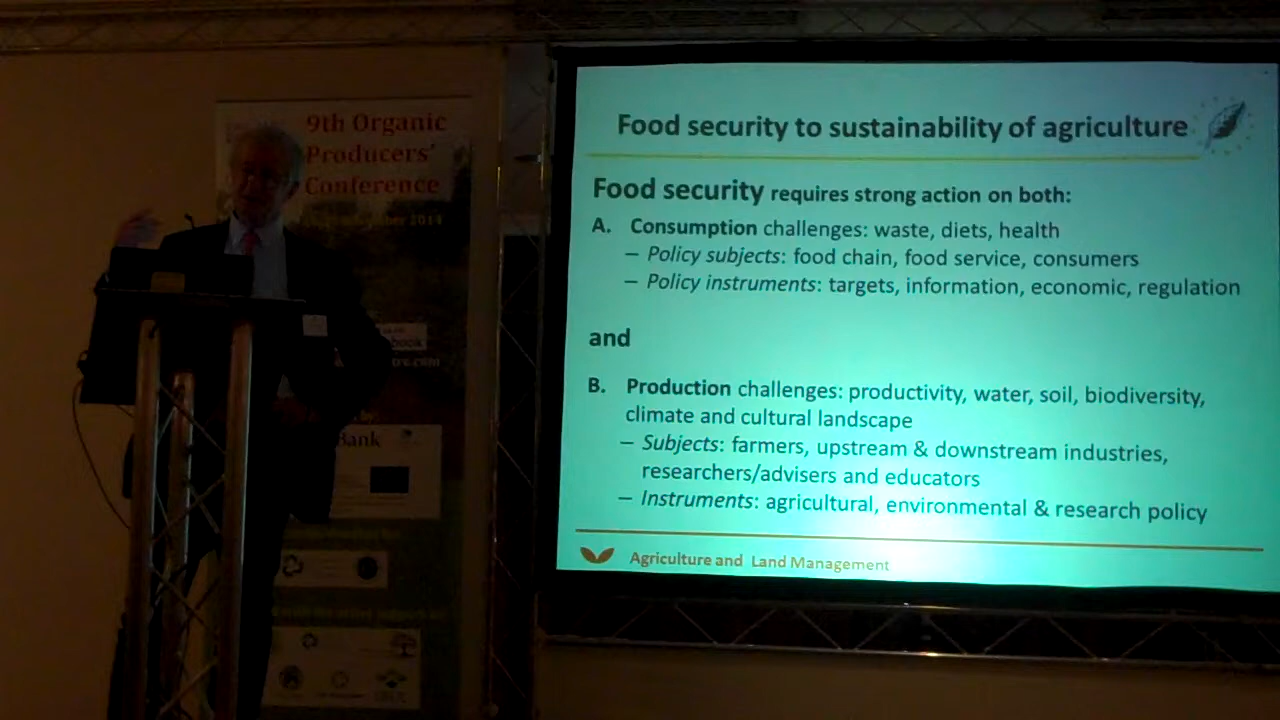 9th Organic
Producers'
Conference
2014
book
Bank
Food security to sustainability of agriculture
Food security requires strong action on both:
A. Consumption challenges: waste, diets, health
– Policy subjects: food chain, food service, consumers
– Policy instruments: targets, information, economic, regulation
and
B. Production challenges: productivity, water, soil, biodiversity,
climate and cultural landscape
– Subjects: farmers, upstream & downstream industries,
researchers/advisers and educators
– Instruments: agricultural, environmental & research policy
Agriculture and Land Management